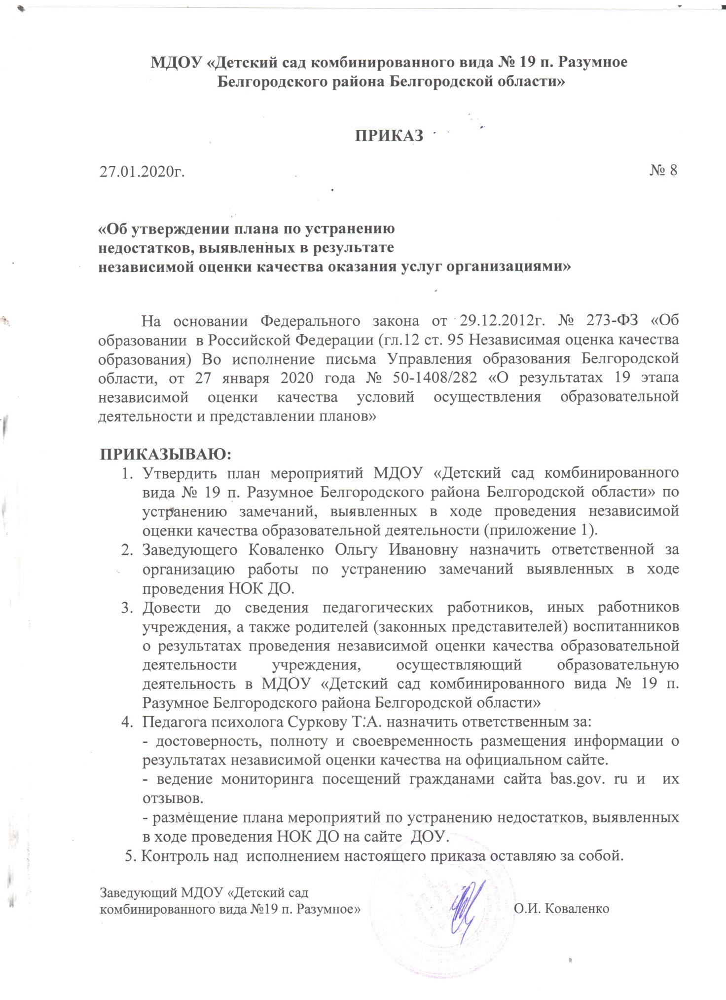 МДОУ «Детский сад комбинированного вида № 19 п. Разумное
Белгородского района Белгородской области»
ПРИКАЗ
27.01.2020г. № 8
«Об утверждении плана по устранению
недостатков, выявленных в результате
независимой оценки качества оказания услуг организациями»
На основании Федерального закона от 29.12.2012г. № 273-ФЗ «Об
образовании в Российской Федерации (гл.12 ст. 95 Независимая оценка качества
образования) Во исполнение письма Управления образования Белгородской
области, от 27 января 2020 года № 50-1408/282 «О результатах 19 этапа
независимой оценки качества условий осуществления образовательной
деятельности и представлении планов»
ПРИКАЗЫВАЮ:
1. Утвердить план мероприятий МДОУ «Детский сад комбинированного
вида № 19 п. Разумное Белгородского района Белгородской области» по
устранению замечаний, выявленных в ходе проведения независимой
оценки качества образовательной деятельности (приложение 1).
2. Заведующего Коваленко Ольгу Ивановну назначить ответственной за
организацию работы по устранению замечаний выявленных в ходе
проведения НОК ДО.
3. Довести до сведения педагогических работников, иных работников
учреждения, а также родителей (законных представителей) воспитанников
о результатах проведения независимой оценки качества образовательной
деятельности учреждения, осуществляющий образовательную
деятельность в МДОУ «Детский сад комбинированного вида № 19 п.
Разумное Белгородского района Белгородской области»
4. Педагога психолога Суркову Т.А. назначить ответственным за:
- достоверность, полноту и своевременность размещения информации о
результатах независимой оценки качества на официальном сайте.
- ведение мониторинга посещений гражданами сайта bas.gov. ru и их
отзывов.
- размещение плана мероприятий по устранению недостатков, выявленных
в ходе проведения НОК ДО на сайте ДОУ.
5. Контроль над исполнением настоящего приказа оставляю за собой.
Заведующий МДОУ «Детский сад
комбинированного вида №19 п. Разумное» О.И. Коваленко